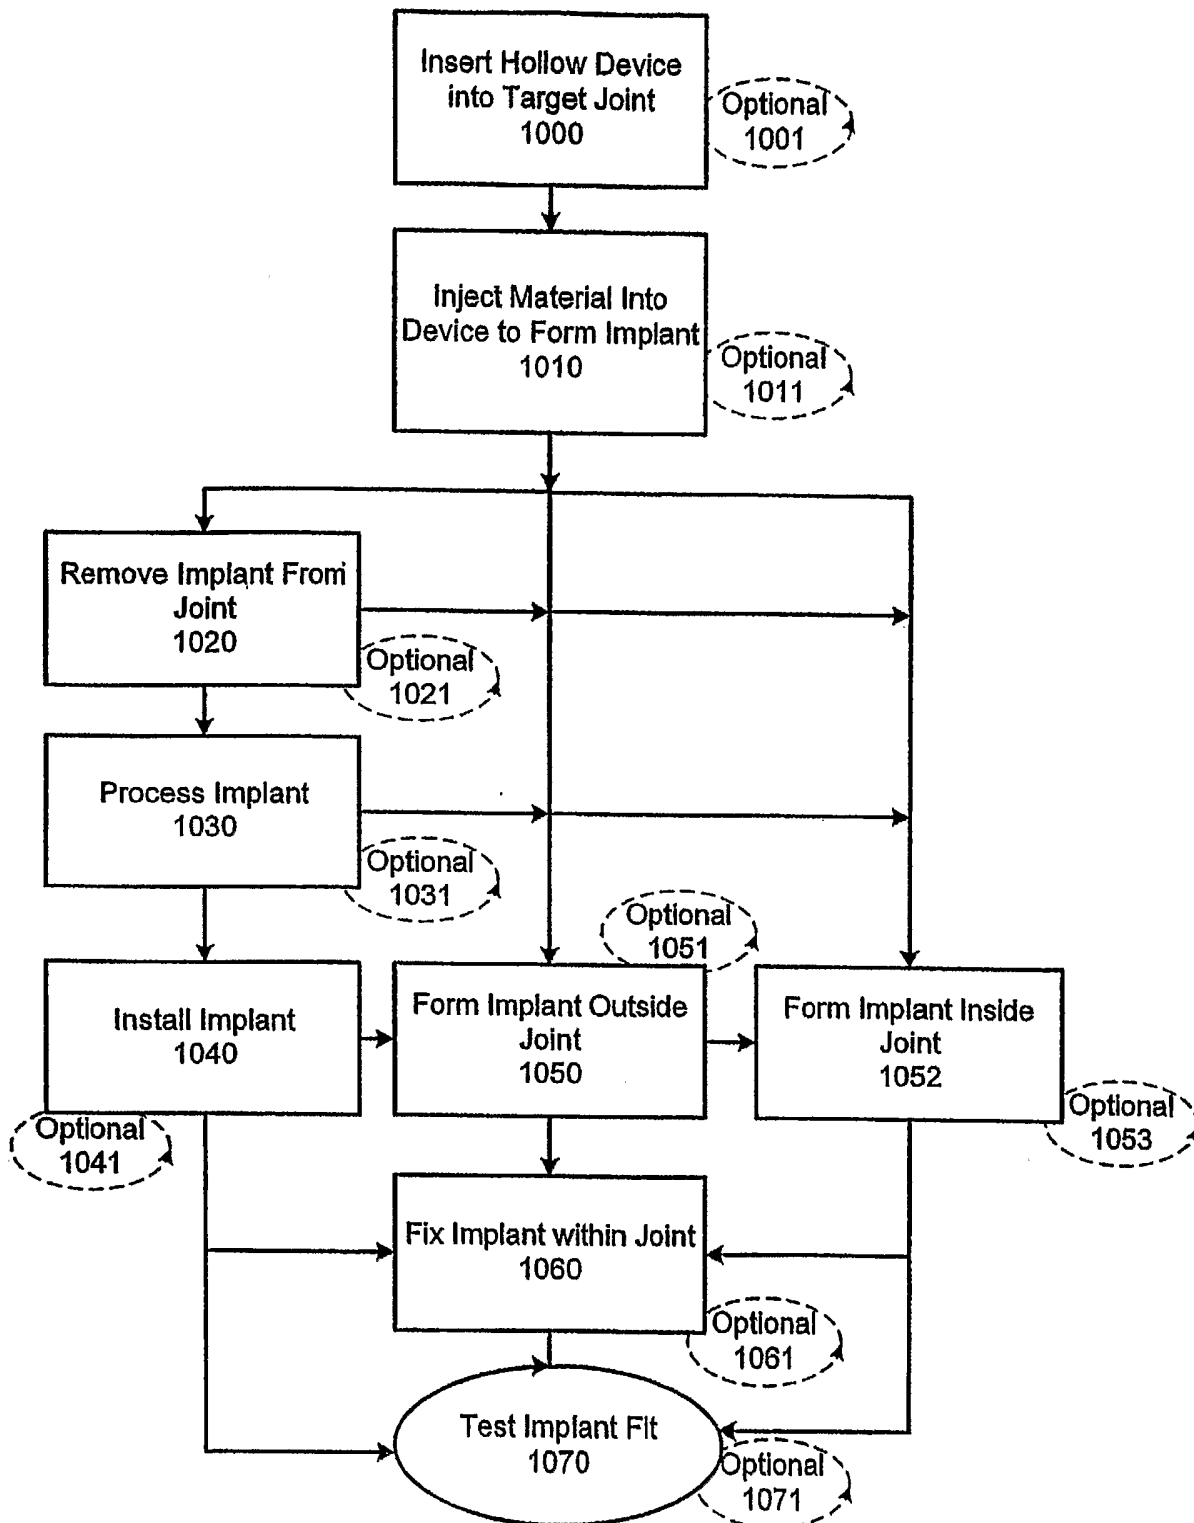 Insert Hollow Device
into Target Joint
1000
Optional
1001
Inject Material Into
Device to Form Implant
1010
Optional
1011
Remove Implant From
Joint
1020
Optional
1021
Process Implant
1030
Optional
1031
Optional
1051
Install Implant
1040
Form Implant Outside
Joint
1050
Form Implant Inside
Joint
1052
Optional
1041
Optional
1053
Fix Implant within Joint
1060
Optional
1061
Test Implant Fit
1070
Optional
1071